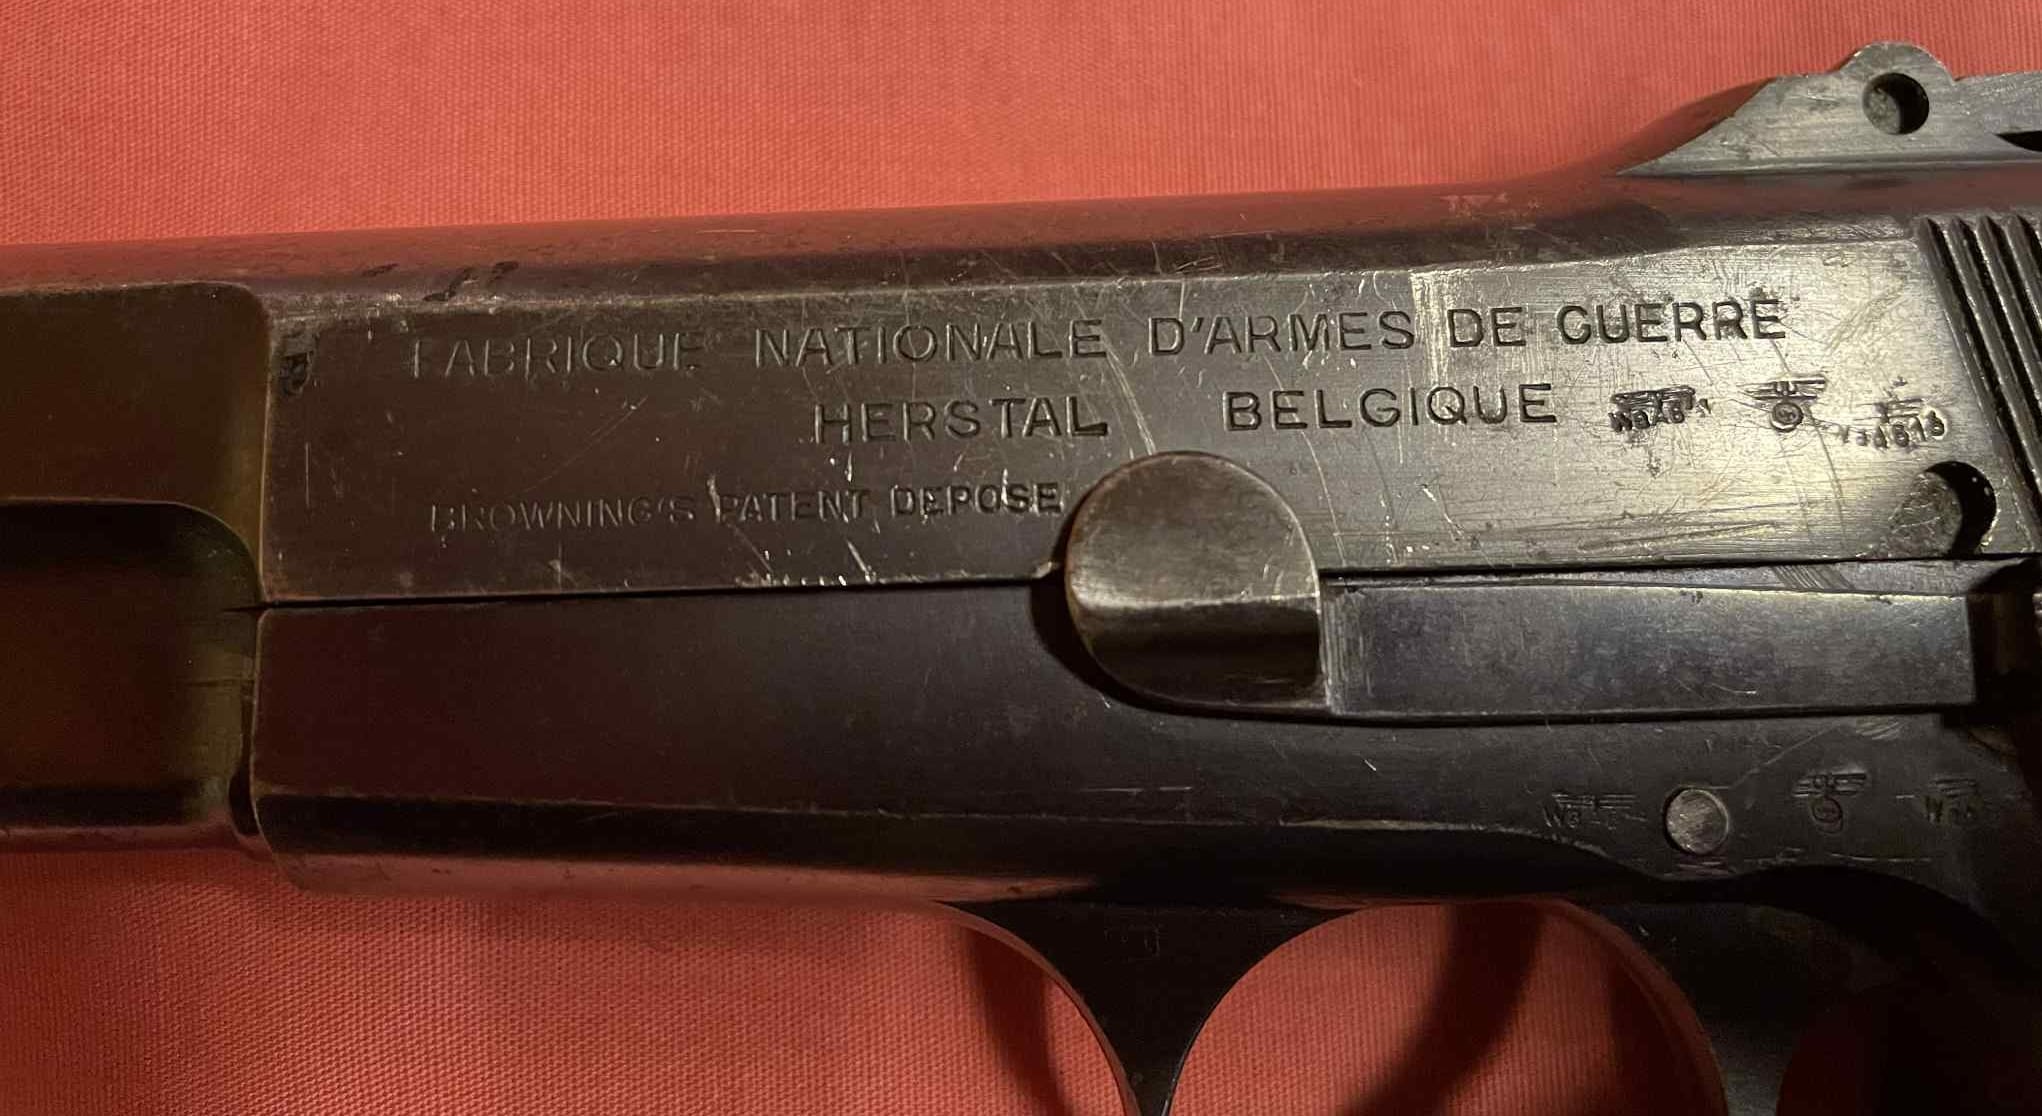 FABRIQUE NATIONALE D'ARMES DE GUERRE
HERSTAL BELGIQUE
BROWNING'S PATENT DEPOSE